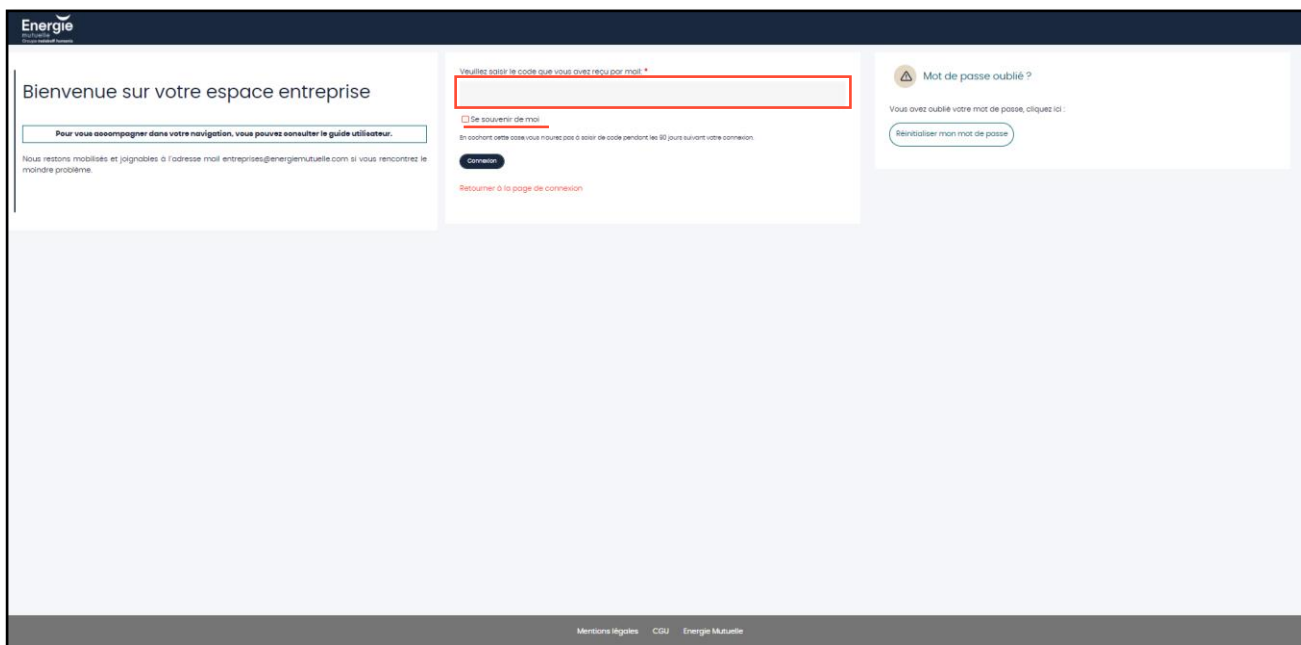 Energie
mutuelle
Groupe malakoff humanis
Bienvenue sur votre espace entreprise
Pour vous accompagner dans votre navigation, vous pouvez consulter le guide utilisateur.
Nous restons mobilisés et joignables à l'adresse mail entreprises@energiemutuelle.com si vous rencontrez le
moindre problème.
Veuillez saisir le code que vous avez reçu par mail: *
Se souvenir de moi
En cochant cette case,vous n'aurez pas à saisir de code pendant les 90 jours suivant votre connexion.
Connexion
Retourner à la page de connexion
Mot de passe oublié ?
Vous avez oublié votre mot de passe, cliquez ici :
Réinitialiser mon mot de passe
Mentions légales CGU Energie Mutuelle